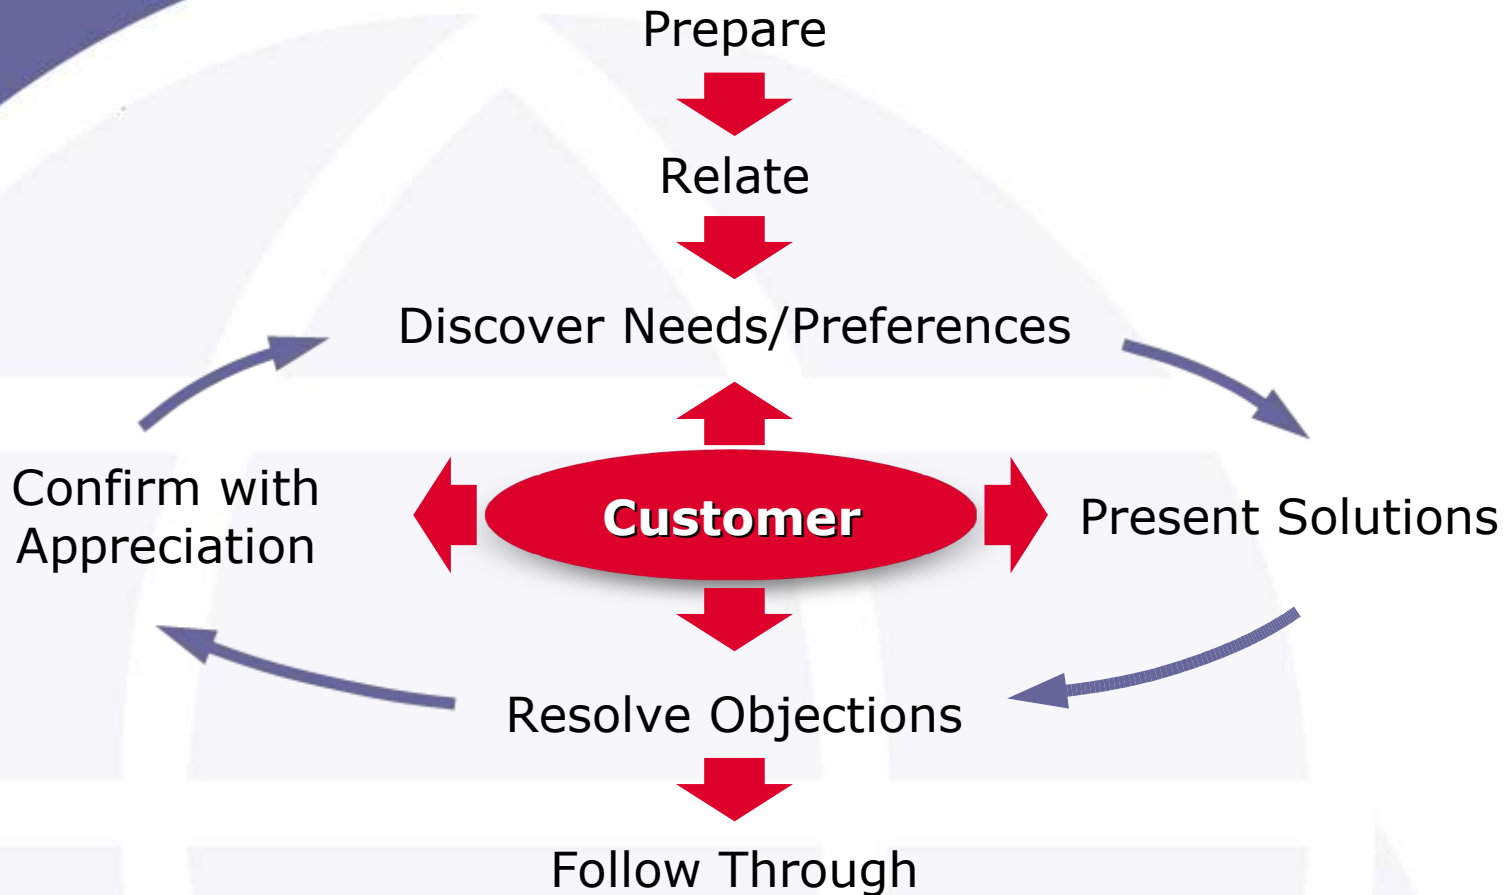 Prepare
Relate
Discover Needs/Preferences
Confirm with
Appreciation
Customer
Present Solutions
Resolve Objections
Follow Through